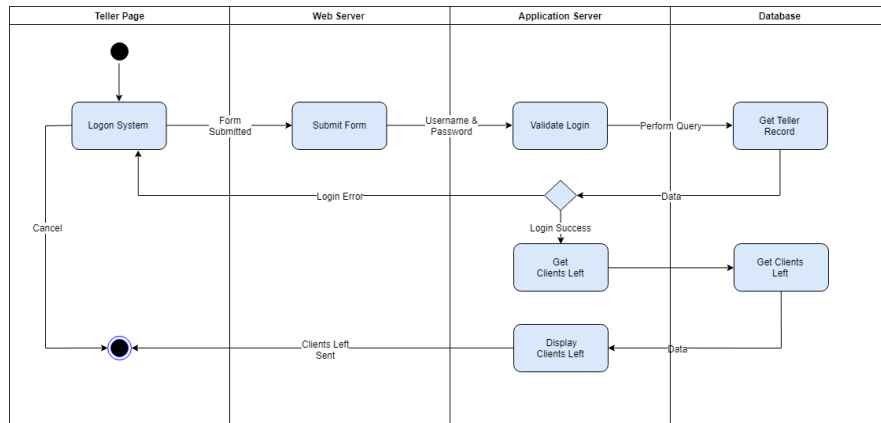 Teller Page
Web Server
Application Server
Database
Logon System
Form
Submitted
Submit Form
Username &
Password
Validate Login
Perform Query
Get Teller
Record
Login Error
Data
Cancel
Login Success
Get
Clients Left
Get Clients
Left
Clients Left
Sent
Display
Clients Left
Data